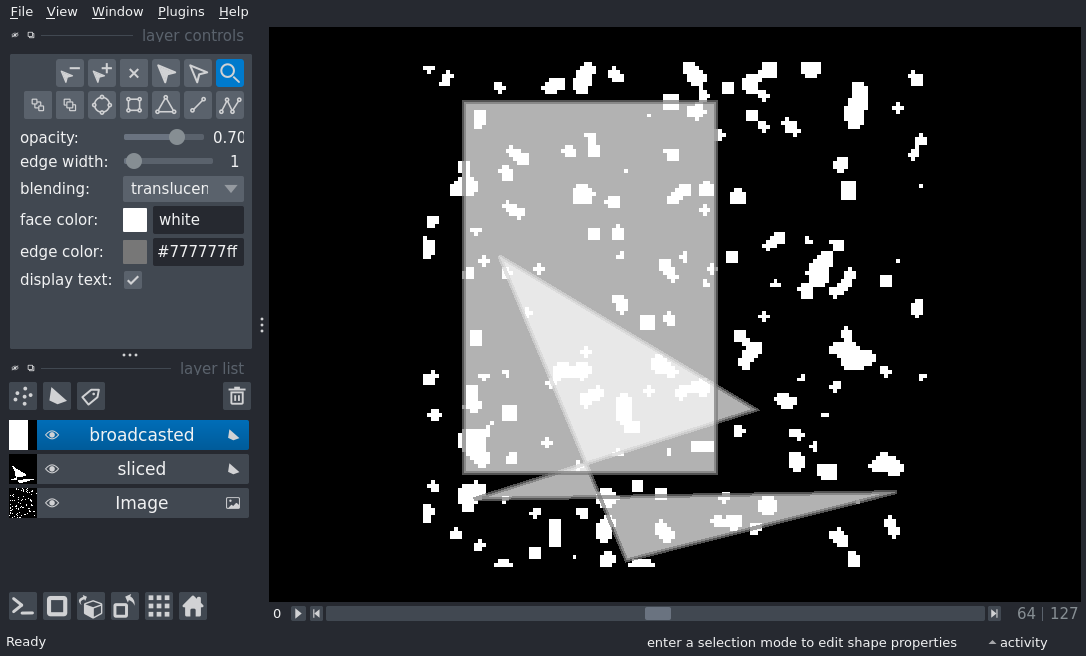 File View Window Plugins Help
layer controls
opacity: 0.70
edge width: 1
blending: translucen
face color: white
edge color: #777777ff
display text:
layer list
broadcasted
sliced
Image
0 64 | 127
Ready enter a selection mode to edit shape properties activity